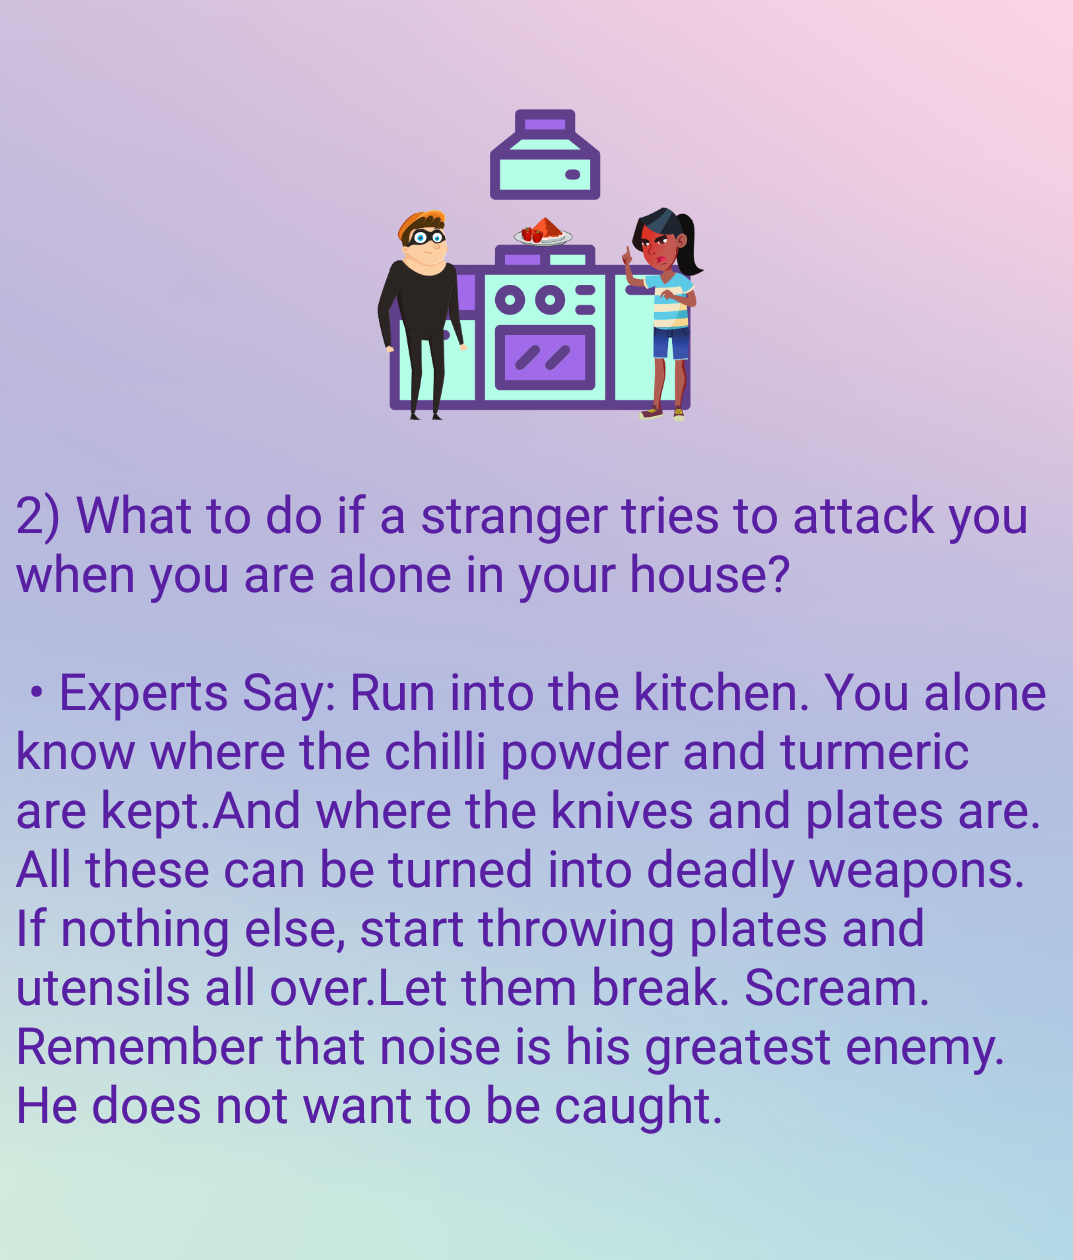 2) What to do if a stranger tries to attack you
when you are alone in your house?
• Experts Say: Run into the kitchen. You alone
know where the chilli powder and turmeric
are kept.And where the knives and plates are.
All these can be turned into deadly weapons.
If nothing else, start throwing plates and
utensils all over.Let them break. Scream.
Remember that noise is his greatest enemy.
He does not want to be caught.